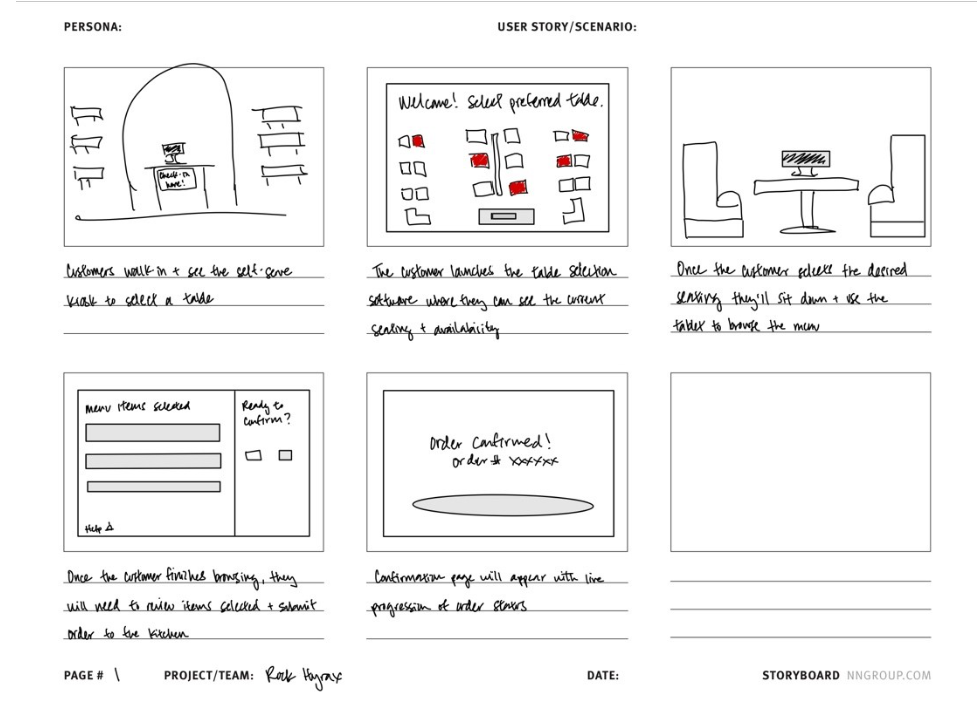 PERSONA:
USER STORY/SCENARIO:
Check-in
here!
Customers walk in + see the self-serve
kiosk to select a table
Welcome! Select preferred table.
The customer launches the table selection
software where they can see the current
seating + availability
Once the customer selects the desired
seating they'll sit down + use the
tablet to browse the menu
Menu items selected
Ready to
confirm?
Help
Once the customer finishes browsing, they
will need to review items selected + submit
order to the kitchen
Order Confirmed!
Order # xxxxxx
Confirmation page will appear with live
progression of order status
PAGE # 1
PROJECT/TEAM: Rock Hyrax
DATE:
STORYBOARD NNGROUP.COM